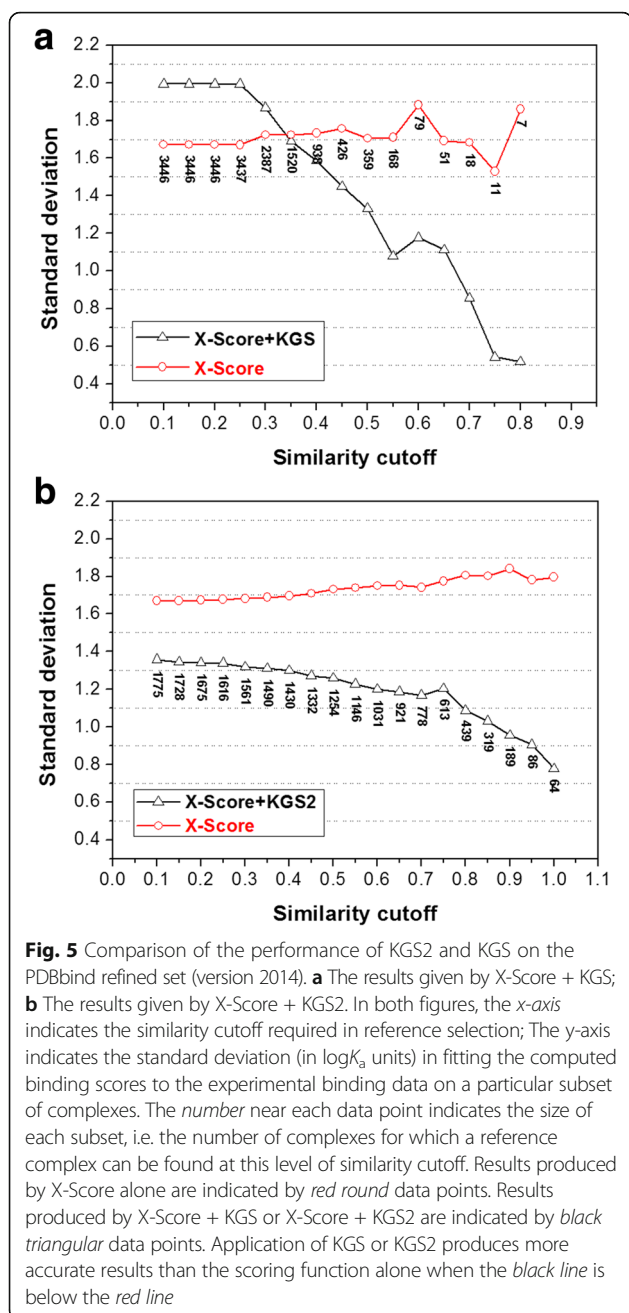 a
2.2
2.0
1.8
1.6
1.4
1.2
1.0
0.8
0.6
0.4
Standard deviation
3446
3446
3446
3437
2387
1520
938
426
359
168
79
51
18
11
7
X-Score+KGS
X-Score
0.0 0.1 0.2 0.3 0.4 0.5 0.6 0.7 0.8 0.9
Similarity cutoff
b
2.2
2.0
1.8
1.6
1.4
1.2
1.0
0.8
0.6
0.4
Standard deviation
1775
1728
1675
1616
1561
1490
1430
1332
1254
1146
1031
921
778
613
439
319
189
86
64
X-Score+KGS2
X-Score
0.0 0.1 0.2 0.3 0.4 0.5 0.6 0.7 0.8 0.9 1.0 1.1
Similarity cutoff
Fig. 5 Comparison of the performance of KGS2 and KGS on the
PDBbind refined set (version 2014). a The results given by X-Score + KGS;
b The results given by X-Score + KGS2. In both figures, the x-axis
indicates the similarity cutoff required in reference selection; The y-axis
indicates the standard deviation (in logKa units) in fitting the computed
binding scores to the experimental binding data on a particular subset
of complexes. The number near each data point indicates the size of
each subset, i.e. the number of complexes for which a reference
complex can be found at this level of similarity cutoff. Results produced
by X-Score alone are indicated by red round data points. Results
produced by X-Score + KGS or X-Score + KGS2 are indicated by black
triangular data points. Application of KGS or KGS2 produces more
accurate results than the scoring function alone when the black line is
below the red line